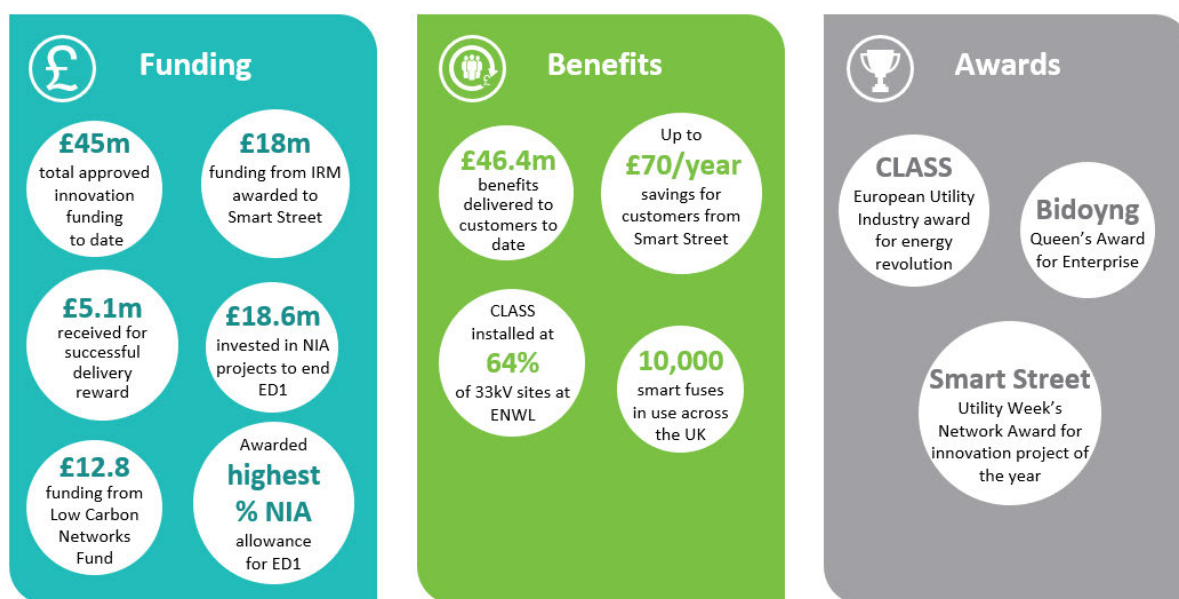 Funding
£45m
total approved
innovation
funding
to date
£18m
funding from IRM
awarded to
Smart Street
£5.1m
received for
successful
delivery
reward
£18.6m
invested in NIA
projects to end
ED1
£12.8
funding from
Low Carbon
Networks
Fund
Awarded
highest
% NIA
allowance
for ED1
Benefits
£46.4m
benefits
delivered to
customers to
date
Up to
£70/year
savings for
customers from
Smart Street
CLASS
installed at
64%
of 33kV sites at
ENWL
10,000
smart fuses
in use across
the UK
Awards
CLASS
European Utility
Industry award
for energy
revolution
Bidoyng
Queen's Award
for Enterprise
Smart Street
Utility Week's
Network Award for
innovation project of
the year